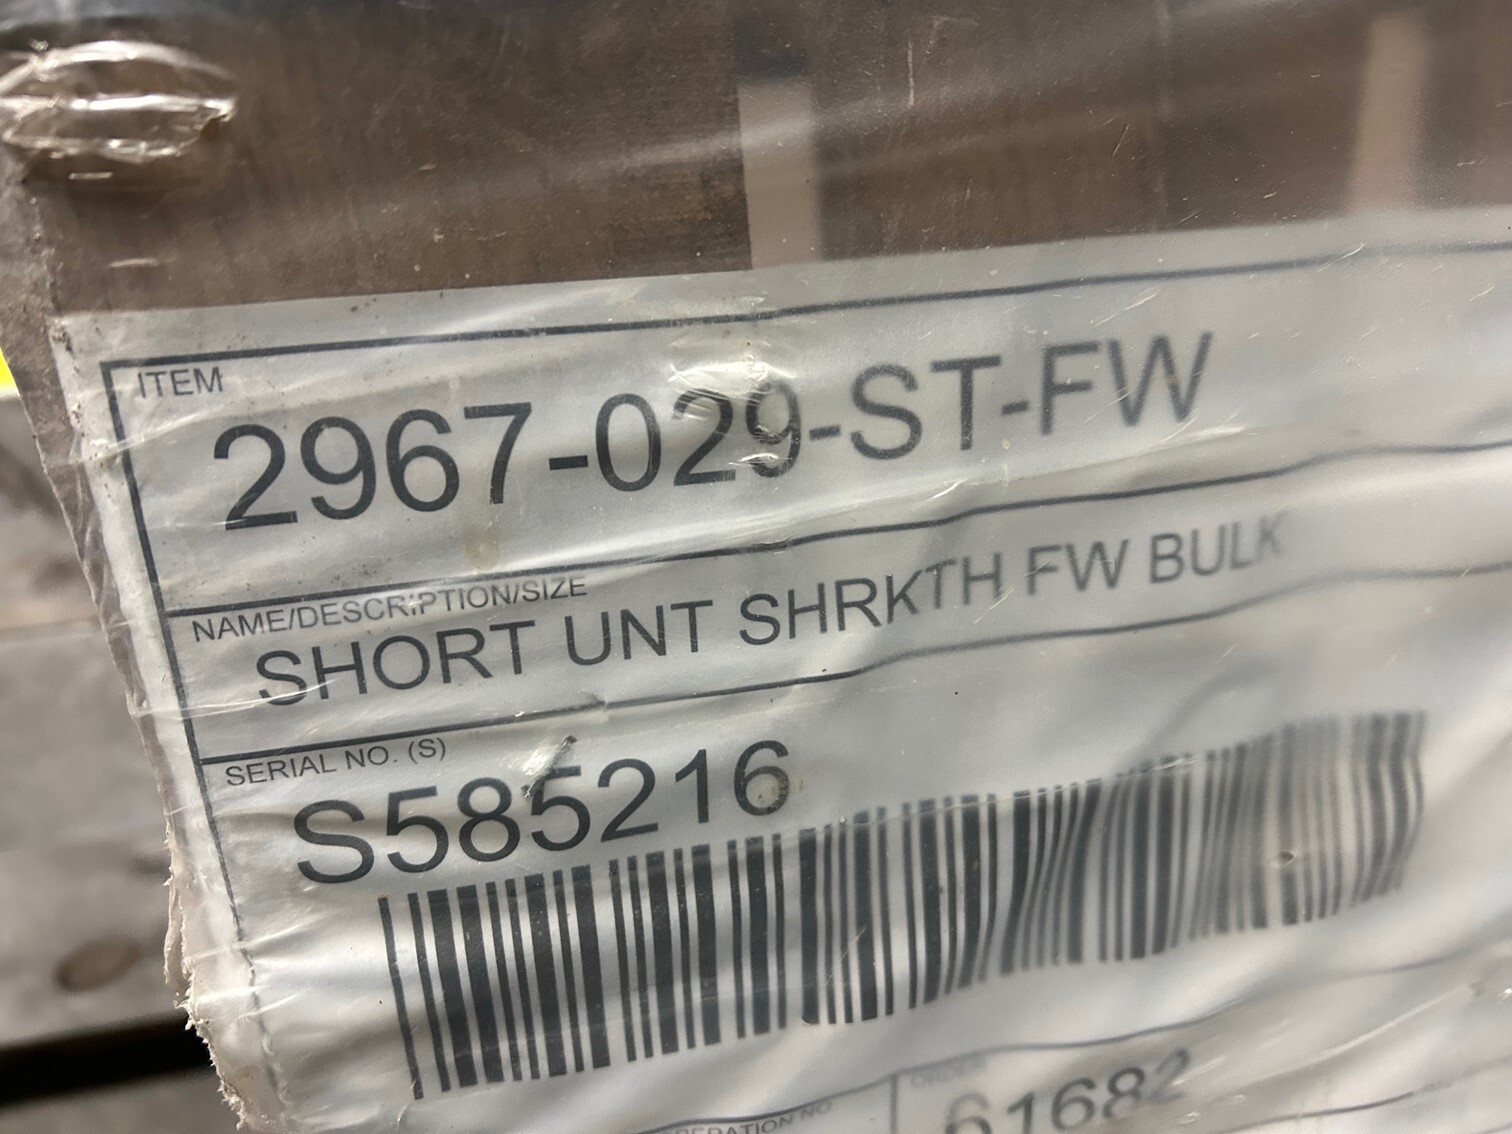 ITEM
2967-029-ST-FW
NAME/DESCRIPTION/SIZE
SHORT UNT SHRKTH FW BULK
SERIAL NO. (S)
S585216
61682